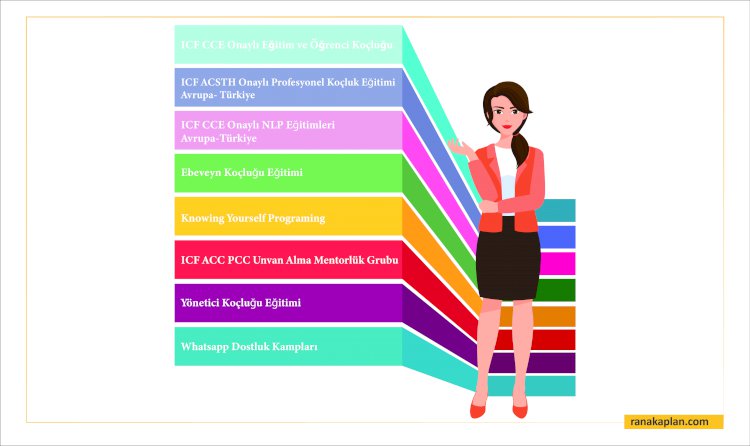 ICF CCE Onaylı Eğitim ve Öğrenci Koçluğu
ICF ACSTH Onaylı Profesyonel Koçluk Eğitimi
Avrupa- Türkiye
ICF CCE Onaylı NLP Eğitimleri
Avrupa-Türkiye
Ebeveyn Koçluğu Eğitimi
Knowing Yourself Programing
ICF ACC PCC Unvan Alma Mentorlük Grubu
Yönetici Koçluğu Eğitimi
Whatsapp Dostluk Kampları
ranakaplan.com